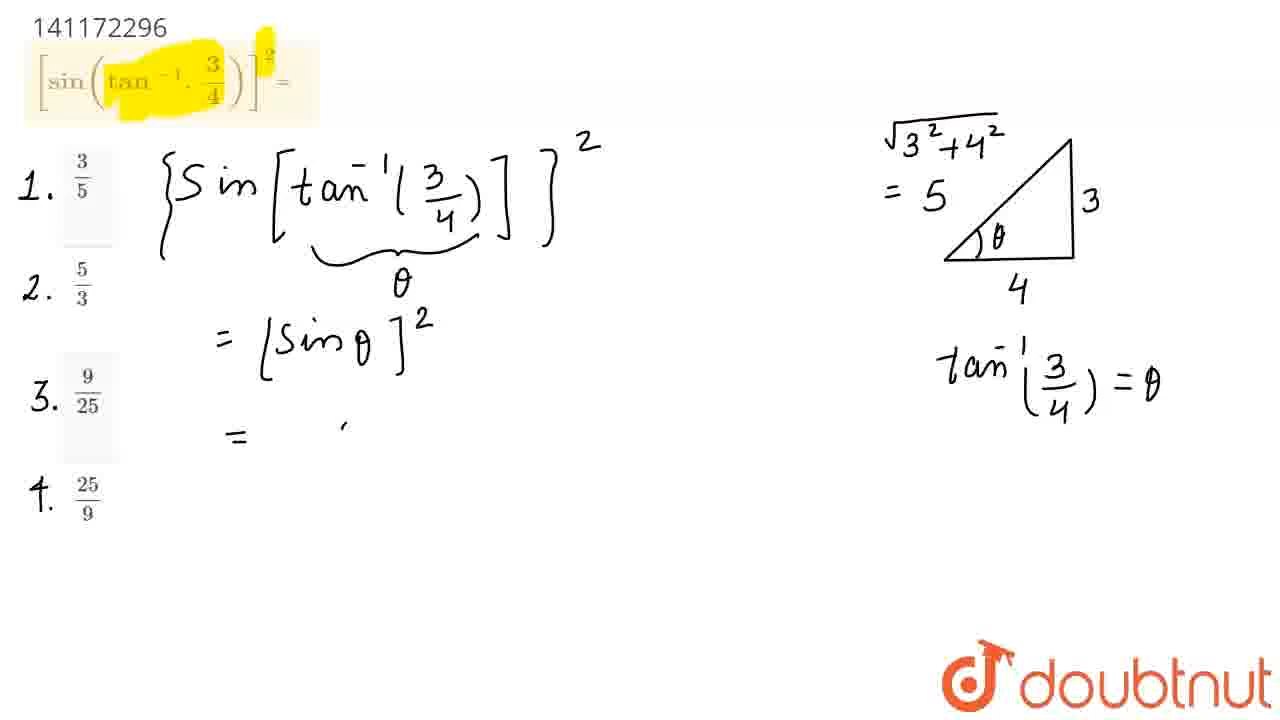 141172296
[sin(tan⁻¹. 3/4)]² =
1. 3/5
{Sin[tan⁻¹(3/4)]}²
θ
2. 5/3
= [Sin θ]²
3. 9/25
=
4. 25/9
√3²+4²
= 5
3
θ
4
tan⁻¹(3/4) = θ
doubtnut